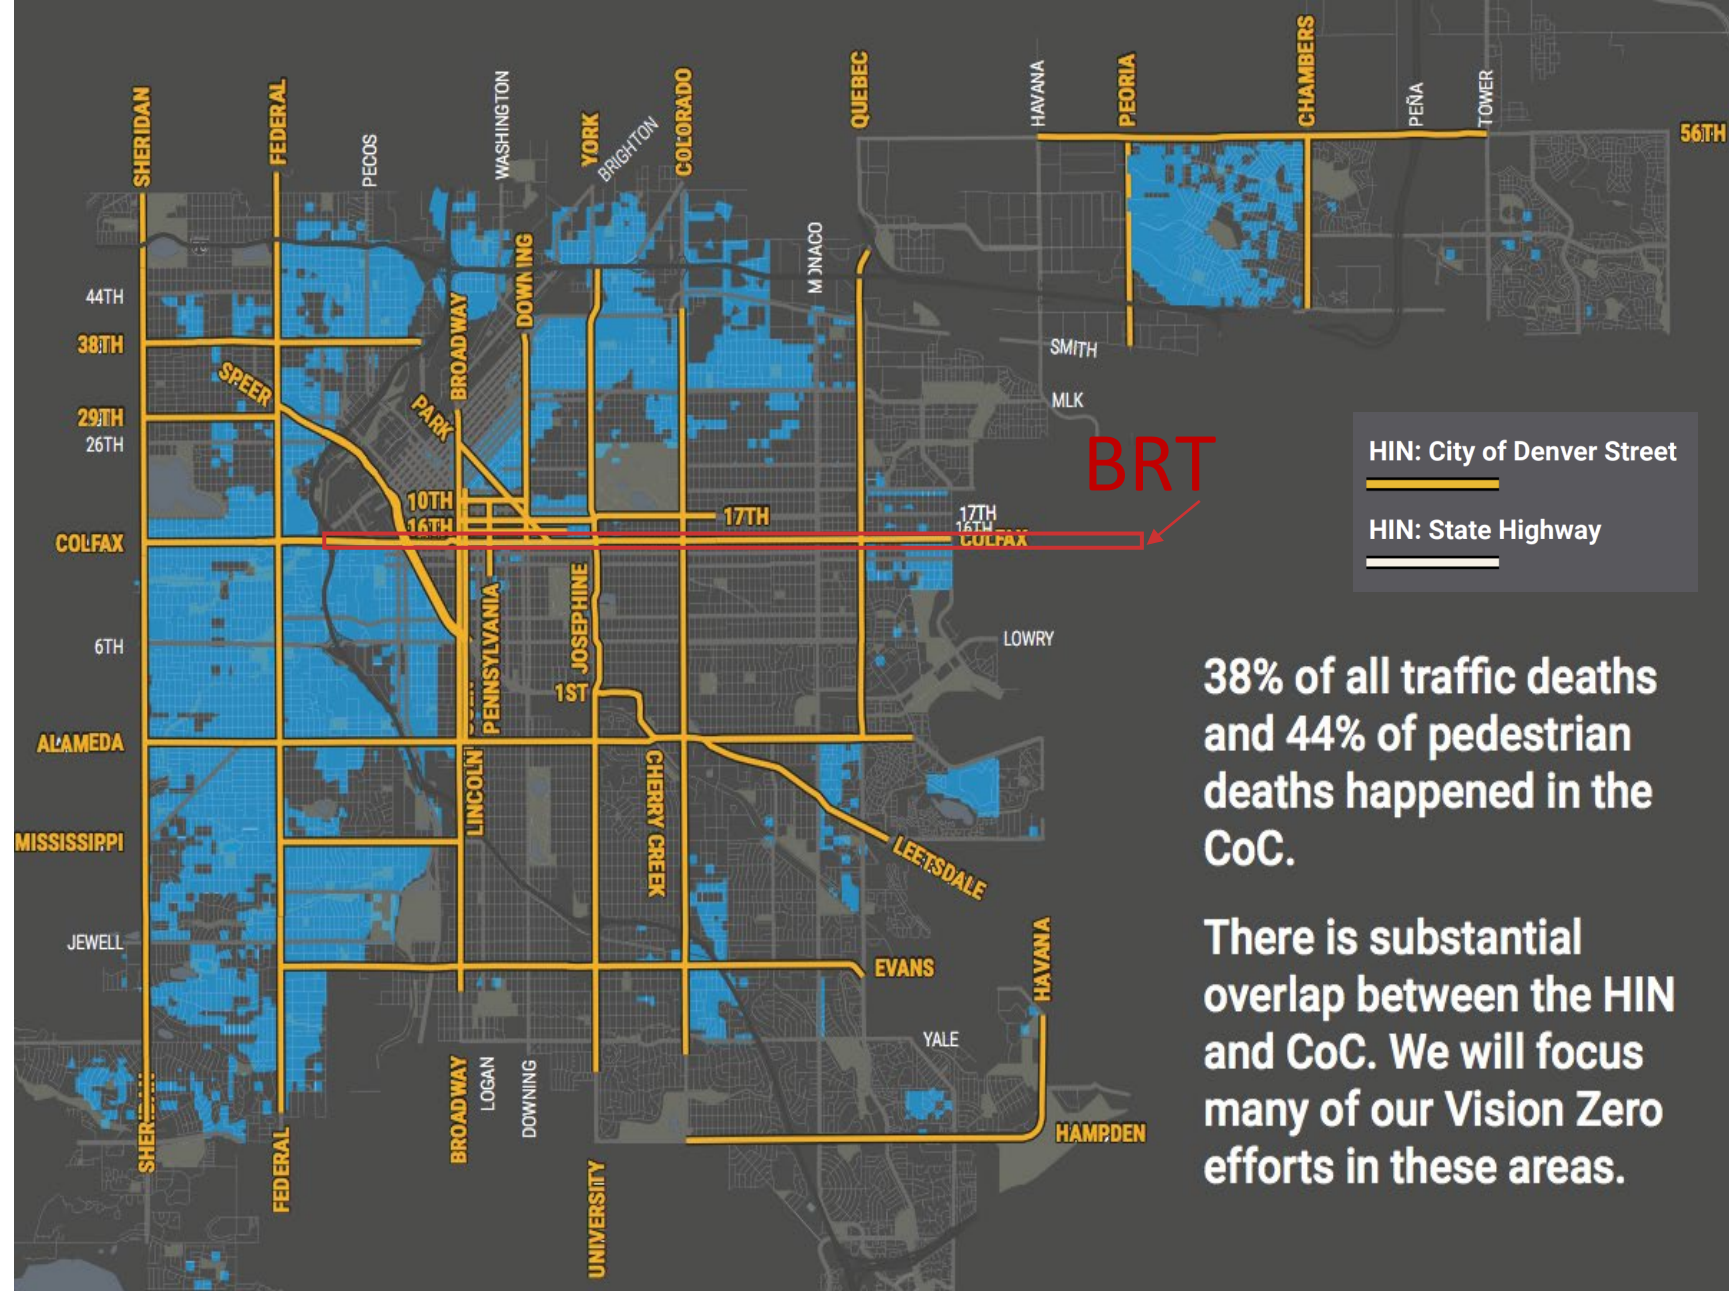 CHAMBERS
QUEBEC
PEORIA
HAVANA
COLORADO
WASHINGTON
TOWER
PEÑA
FEDERAL
SHERIDAN
YORK
BRIGHTON
PECOS
56TH
MONACO
DOWNING
44TH
BROADWAY
38TH
SMITH
SPEER
PARK
MLK
29TH
26TH
BRT
HIN: City of Denver Street
HIN: State Highway
10TH
16TH
17TH
17TH
16TH
COLFAX
COLFAX
6TH
PENNSYLVANIA
JOSEPHINE
LOWRY
1ST
ALAMEDA
LINCOLN
CHERRY CREEK
MISSISSIPPI
LEETSDALE
JEWELL
EVANS
HAVANA
YALE
SHERIDAN
FEDERAL
BROADWAY
LOGAN
DOWNING
UNIVERSITY
HAMPDEN
38% of all traffic deaths
and 44% of pedestrian
deaths happened in the
CoC.
There is substantial
overlap between the HIN
and CoC. We will focus
many of our Vision Zero
efforts in these areas.